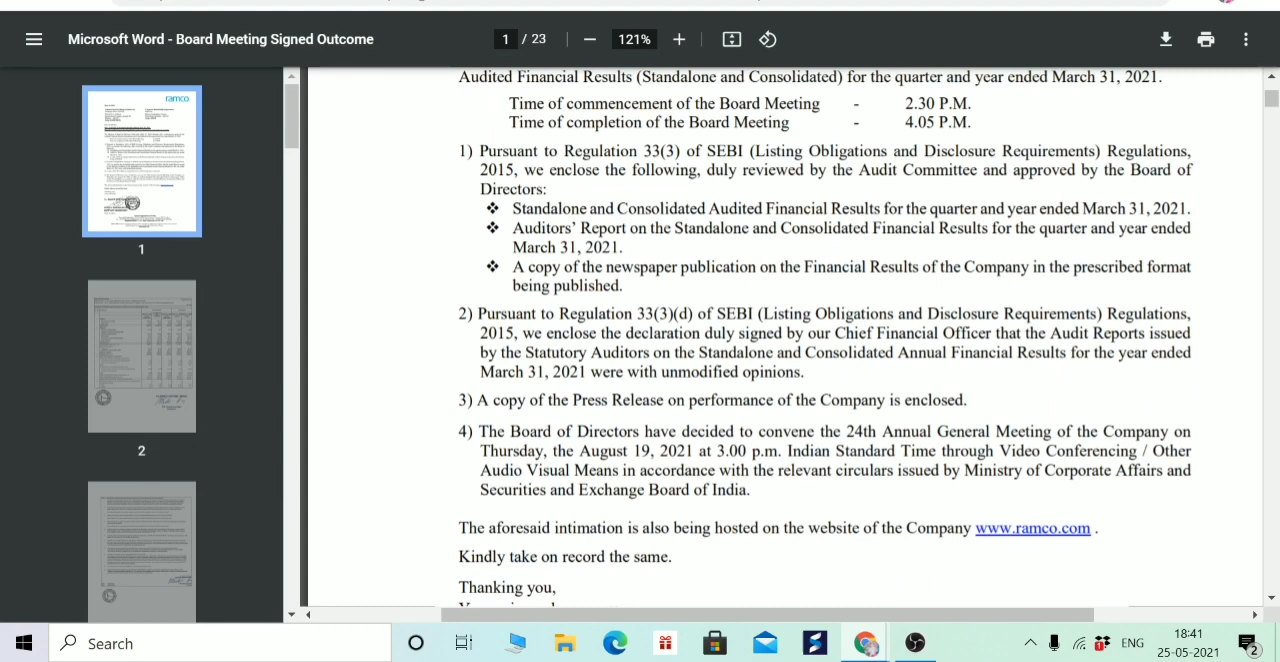 Microsoft Word - Board Meeting Signed Outcome
1 / 23
121%
ramco
1
2
Audited Financial Results (Standalone and Consolidated) for the quarter and year ended March 31, 2021.
Time of commencement of the Board Meeting - 2.30 P.M.
Time of completion of the Board Meeting - 4.05 P.M.
1) Pursuant to Regulation 33(3) of SEBI (Listing Obligations and Disclosure Requirements) Regulations,
2015, we enclose the following, duly reviewed by the Audit Committee and approved by the Board of
Directors:
❖ Standalone and Consolidated Audited Financial Results for the quarter and year ended March 31, 2021.
❖ Auditors' Report on the Standalone and Consolidated Financial Results for the quarter and year ended
March 31, 2021.
❖ A copy of the newspaper publication on the Financial Results of the Company in the prescribed format
being published.
2) Pursuant to Regulation 33(3)(d) of SEBI (Listing Obligations and Disclosure Requirements) Regulations,
2015, we enclose the declaration duly signed by our Chief Financial Officer that the Audit Reports issued
by the Statutory Auditors on the Standalone and Consolidated Annual Financial Results for the year ended
March 31, 2021 were with unmodified opinions.
3) A copy of the Press Release on performance of the Company is enclosed.
4) The Board of Directors have decided to convene the 24th Annual General Meeting of the Company on
Thursday, the August 19, 2021 at 3.00 p.m. Indian Standard Time through Video Conferencing / Other
Audio Visual Means in accordance with the relevant circulars issued by Ministry of Corporate Affairs and
Securities and Exchange Board of India.
The aforesaid intimation is also being hosted on the website of the Company www.ramco.com .
Kindly take on record the same.
Thanking you,
Search
ENG
18:41
25-05-2021
2